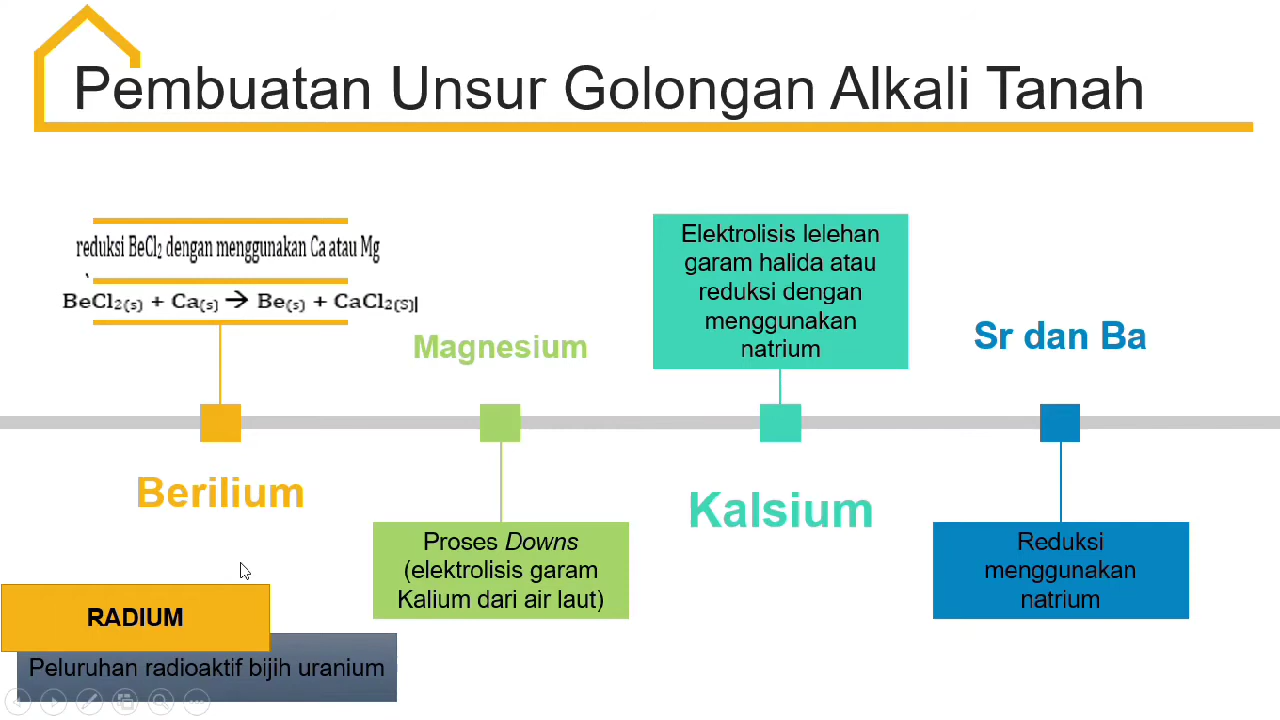 Pembuatan Unsur Golongan Alkali Tanah
reduksi BeCl₂ dengan menggunakan Ca atau Mg
BeCl₂₍s₎ + Ca₍s₎ → Be₍s₎ + CaCl₂₍S₎
Berilium
Magnesium
Proses Downs
(elektrolisis garam
Kalium dari air laut)
Elektrolisis lelehan
garam halida atau
reduksi dengan
menggunakan
natrium
Kalsium
Sr dan Ba
Reduksi
menggunakan
natrium
RADIUM
Peluruhan radioaktif bijih uranium